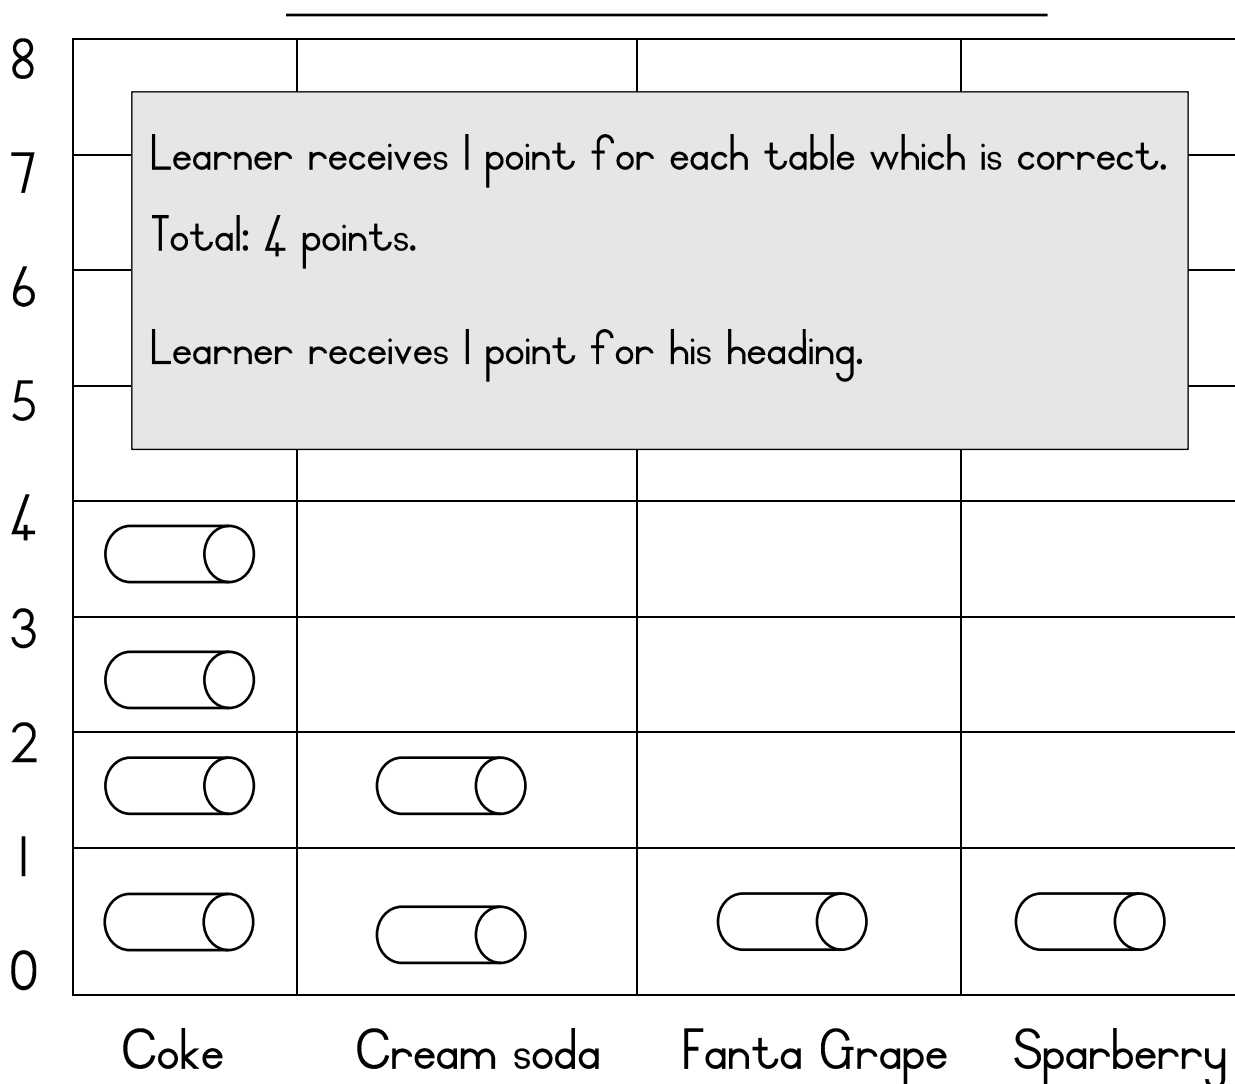 8
Learner receives 1 point for each table which is correct.
7
Total: 4 points.
6
Learner receives 1 point for his heading.
5
4
3
2
1
0
Coke Cream soda Fanta Grape Sparberry